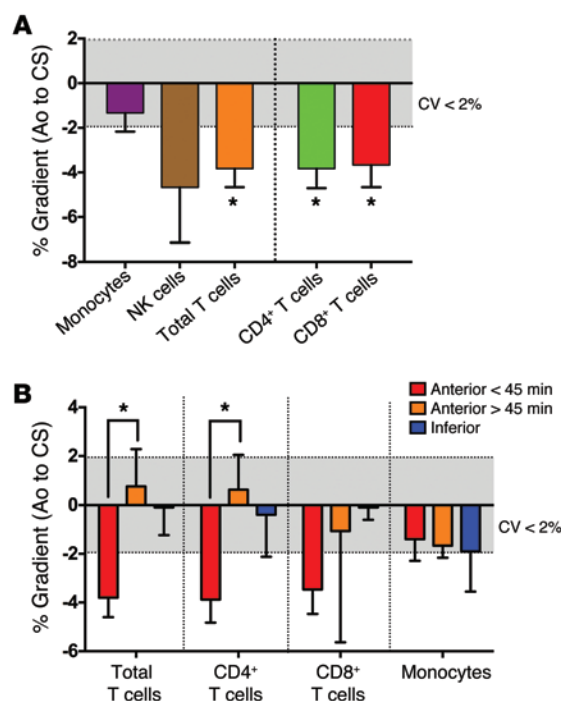 A
% Gradient (Ao to CS)
2
0
-2
-4
-6
-8
CV < 2%
*
*
*
Monocytes
NK cells
Total T cells
CD4⁺ T cells
CD8⁺ T cells
B
Anterior < 45 min
Anterior > 45 min
Inferior
% Gradient (Ao to CS)
4
2
0
-2
-4
-6
*
*
CV < 2%
Total
T cells
CD4⁺
T cells
CD8⁺
T cells
Monocytes